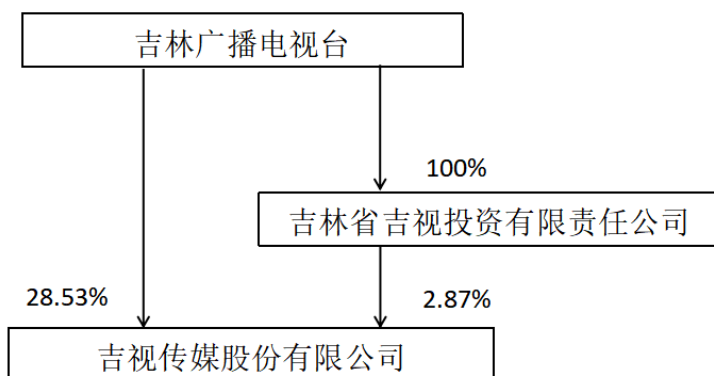 吉林广播电视台
100%
吉林省吉视投资有限责任公司
28.53%
2.87%
吉视传媒股份有限公司